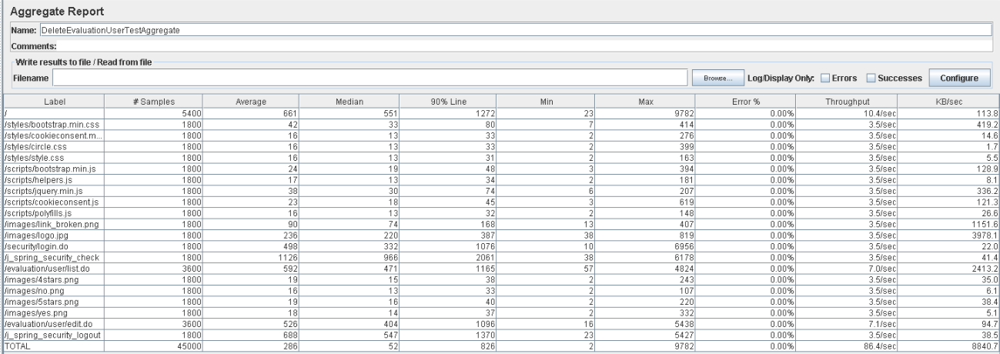 Aggregate Report
Name: DeleteEvaluationUserTestAggregate
Comments:
Write results to file / Read from file
Filename Browse... Log/Display Only: Errors Successes Configure
Label # Samples Average Median 90% Line Min Max Error % Throughput KB/sec
/ 5400 661 551 1272 23 9782 0.00% 10.4/sec 113.8
/styles/bootstrap.min.css 1800 42 33 80 7 414 0.00% 3.5/sec 419.2
/styles/cookieconsent.m... 1800 16 13 33 2 276 0.00% 3.5/sec 14.6
/styles/circle.css 1800 16 13 33 2 399 0.00% 3.5/sec 1.7
/styles/style.css 1800 16 13 31 2 163 0.00% 3.5/sec 5.5
/scripts/bootstrap.min.js 1800 24 19 48 3 394 0.00% 3.5/sec 128.9
/scripts/helpers.js 1800 17 13 34 2 181 0.00% 3.5/sec 8.1
/scripts/jquery.min.js 1800 38 30 74 6 207 0.00% 3.5/sec 336.2
/scripts/cookieconsent.js 1800 23 18 45 3 619 0.00% 3.5/sec 121.3
/scripts/polyfills.js 1800 16 13 32 2 148 0.00% 3.5/sec 26.6
/images/link_broken.png 1800 90 74 168 13 407 0.00% 3.5/sec 1151.6
/images/logo.jpg 1800 236 220 387 38 819 0.00% 3.5/sec 3978.1
/security/login.do 1800 498 332 1076 10 6956 0.00% 3.5/sec 22.0
/j_spring_security_check 1800 1126 966 2061 38 6178 0.00% 3.5/sec 41.4
/evaluation/user/list.do 3600 592 471 1165 57 4824 0.00% 7.0/sec 2413.2
/images/4stars.png 1800 19 15 38 2 243 0.00% 3.5/sec 35.0
/images/no.png 1800 16 13 33 2 107 0.00% 3.5/sec 6.1
/images/5stars.png 1800 19 16 40 2 220 0.00% 3.5/sec 38.4
/images/yes.png 1800 18 14 37 2 332 0.00% 3.5/sec 5.1
/evaluation/user/edit.do 3600 526 404 1096 16 5438 0.00% 7.1/sec 94.7
/j_spring_security_logout 1800 688 547 1370 23 5427 0.00% 3.5/sec 38.5
TOTAL 45000 286 52 826 2 9782 0.00% 86.4/sec 8840.7